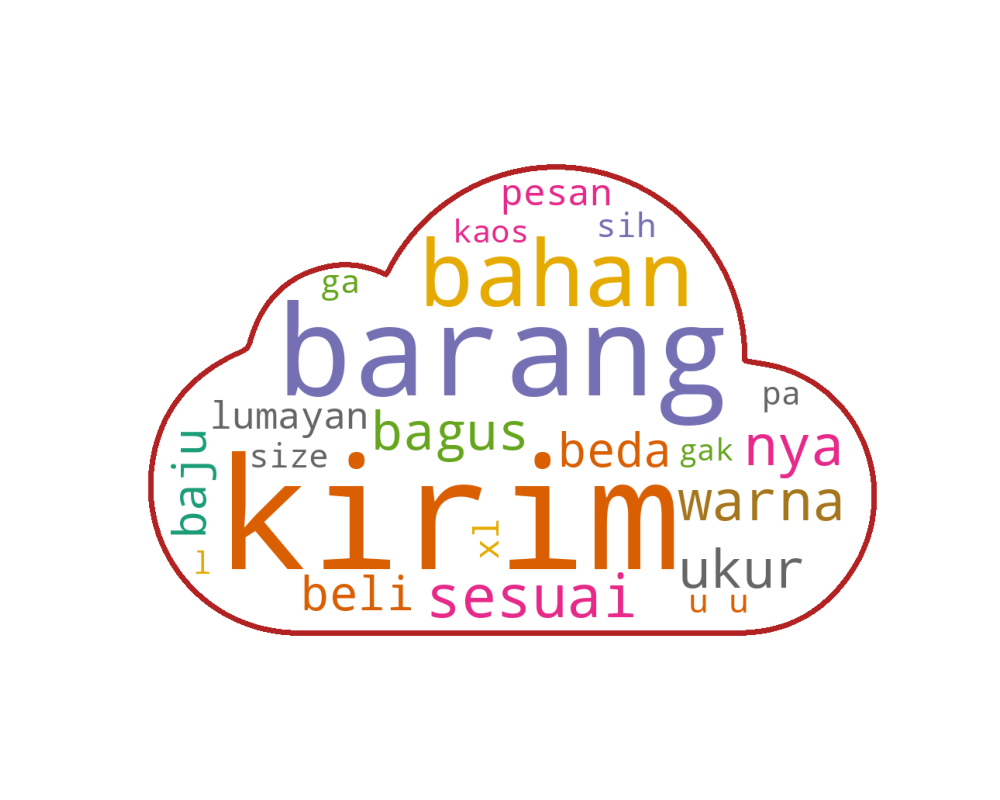 pesan
kaos
sih
bahan
ga
barang
pa
lumayan
bagus
baju
size
beda
gak
nya
kirim
xl
warna
l
beli
sesuai
ukur
u u